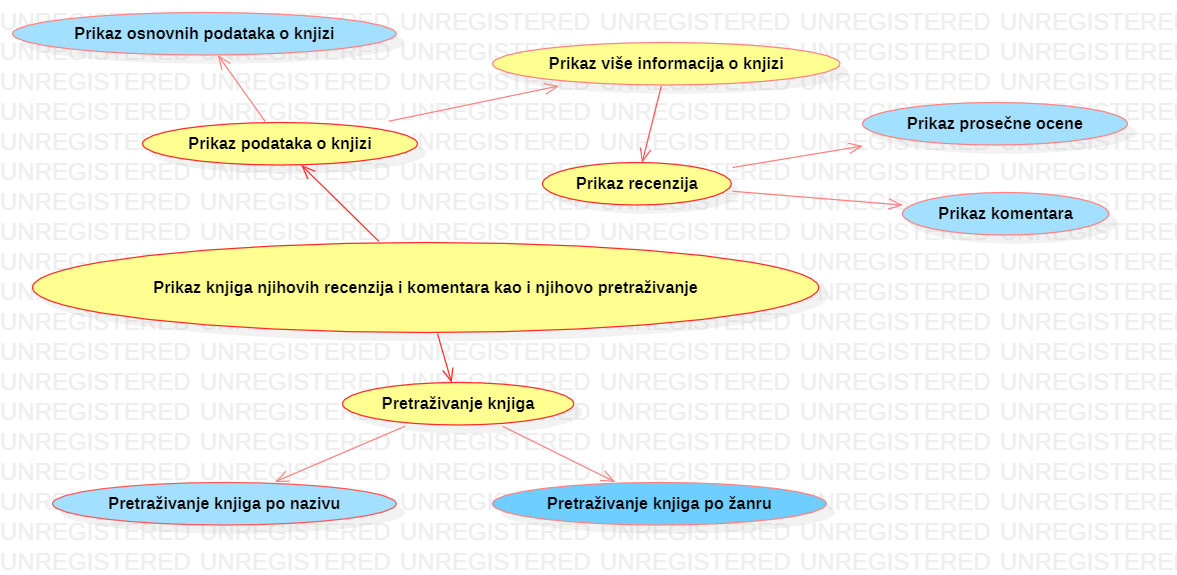 Prikaz osnovnih podataka o knjizi
Prikaz više informacija o knjizi
Prikaz prosečne ocene
Prikaz podataka o knjizi
Prikaz recenzija
Prikaz komentara
Prikaz knjiga njihovih recenzija i komentara kao i njihovo pretraživanje
Pretraživanje knjiga
Pretraživanje knjiga po nazivu
Pretraživanje knjiga po žanru
UNREGISTERED